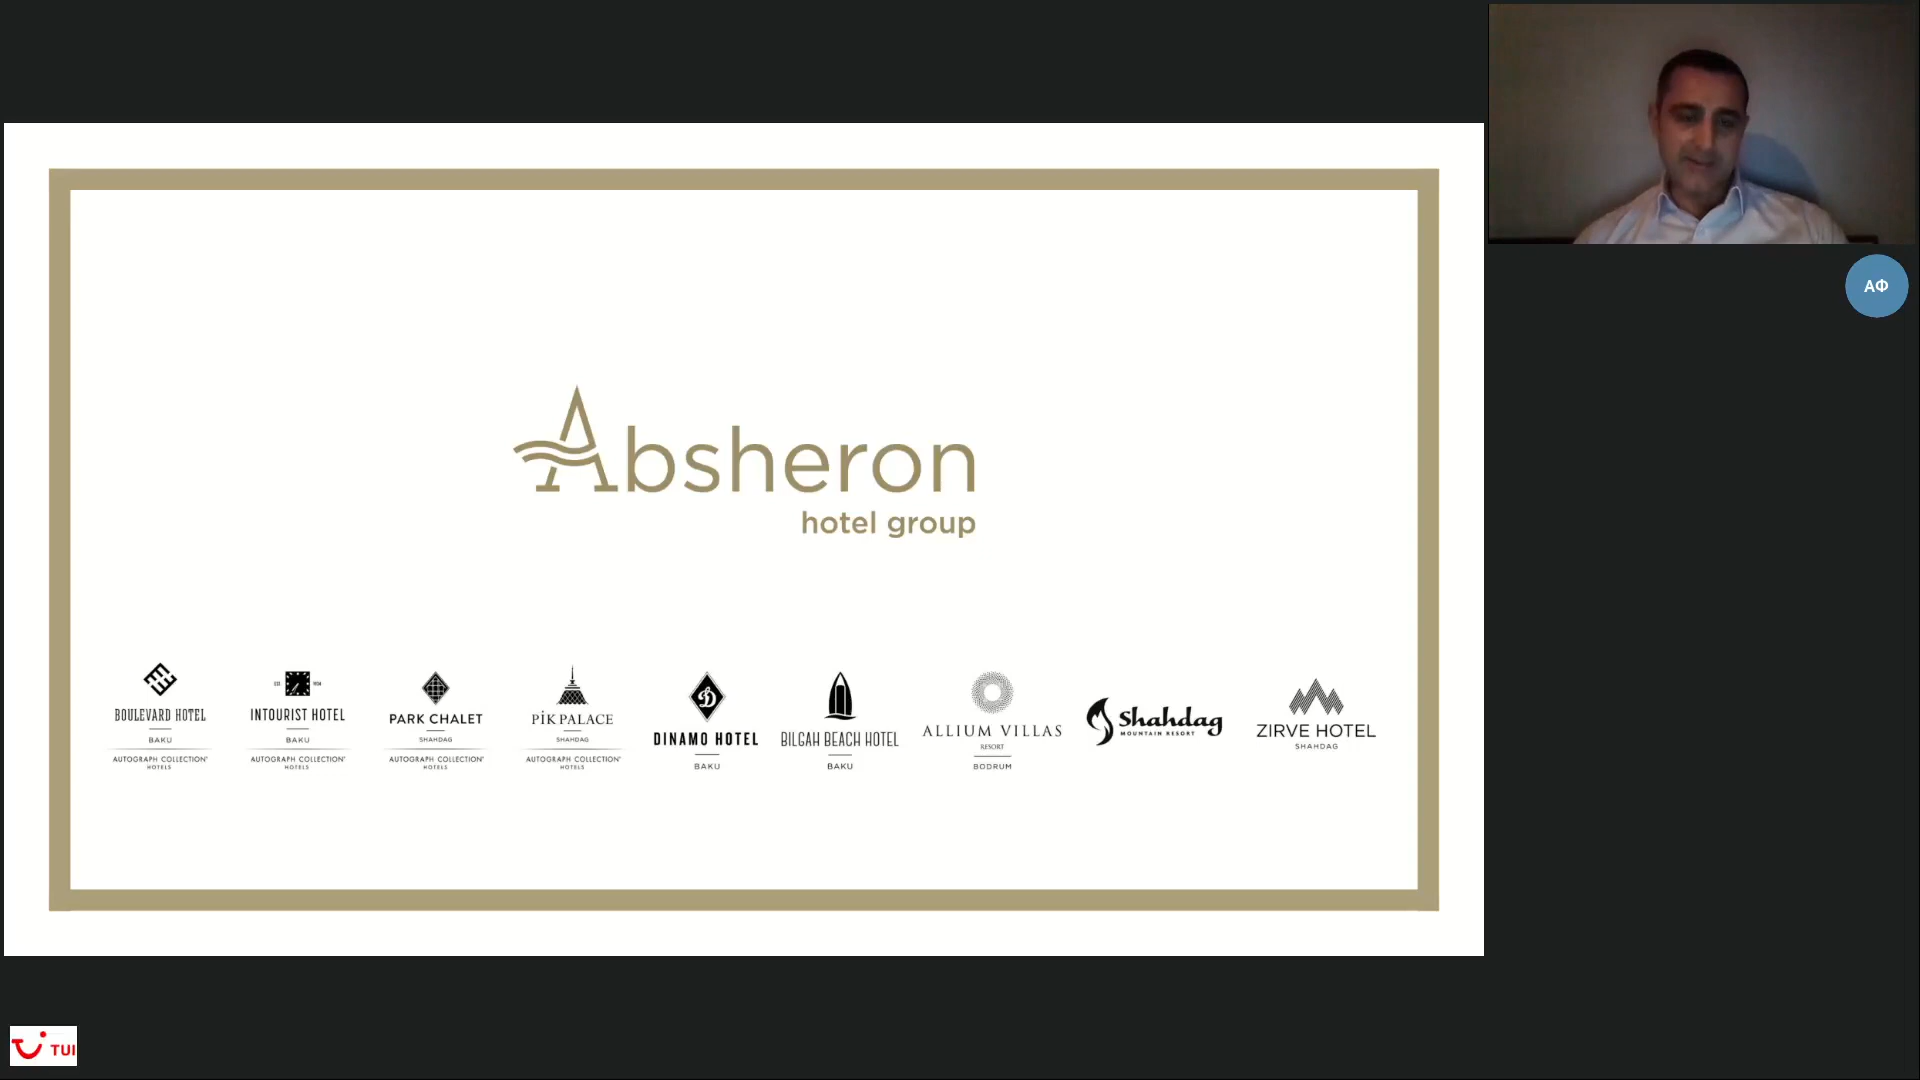 АФ
Absheron
hotel group
BOULEVARD HOTEL
BAKU
AUTOGRAPH COLLECTION®
HOTELS
INTOURIST HOTEL
BAKU
AUTOGRAPH COLLECTION®
HOTELS
PARK CHALET
SHAHDAG
AUTOGRAPH COLLECTION®
HOTELS
PİK PALACE
SHAHDAG
AUTOGRAPH COLLECTION®
HOTELS
DINAMO HOTEL
BAKU
BILGAH BEACH HOTEL
BAKU
ALLIUM VILLAS
RESORT
BODRUM
Shahdag
MOUNTAIN RESORT
ZIRVE HOTEL
SHAHDAG
TUI